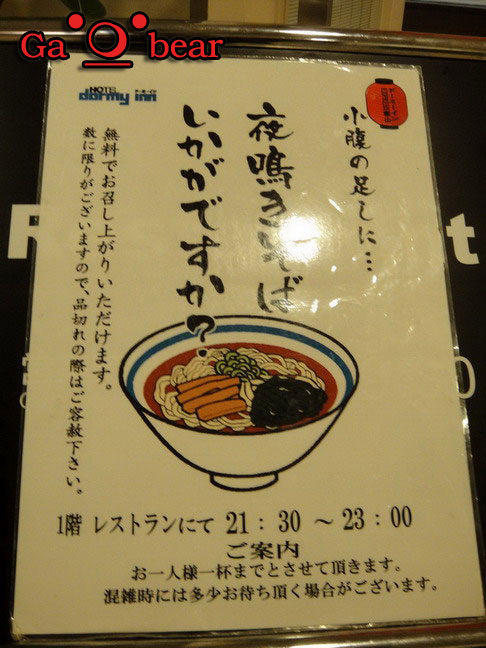 Ga bear
HOTEL
dormy inn
小腹の足しに…
夜鳴きそば
いかがですか？
無料でお召し上がりいただけます。
数に限りがございますので、品切れの際はご容赦下さい。
1階 レストランにて 21：30 ～ 23：00
ご案内
お一人様一杯までとさせて頂きます。
混雑時には多少お待ち頂く場合がございます。